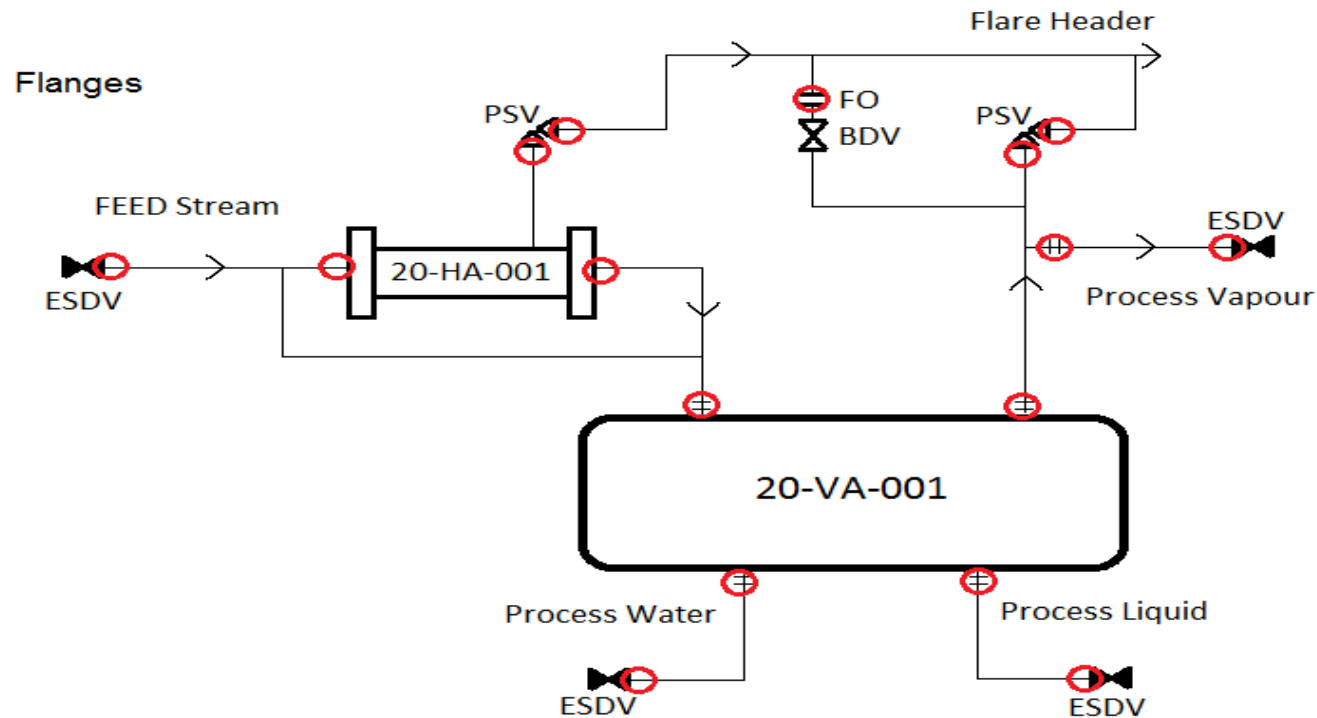 Flare Header
Flanges
PSV
FO
PSV
BDV
FEED Stream
ESDV
20-HA-001
ESDV
Process Vapour
20-VA-001
Process Water
Process Liquid
ESDV
ESDV